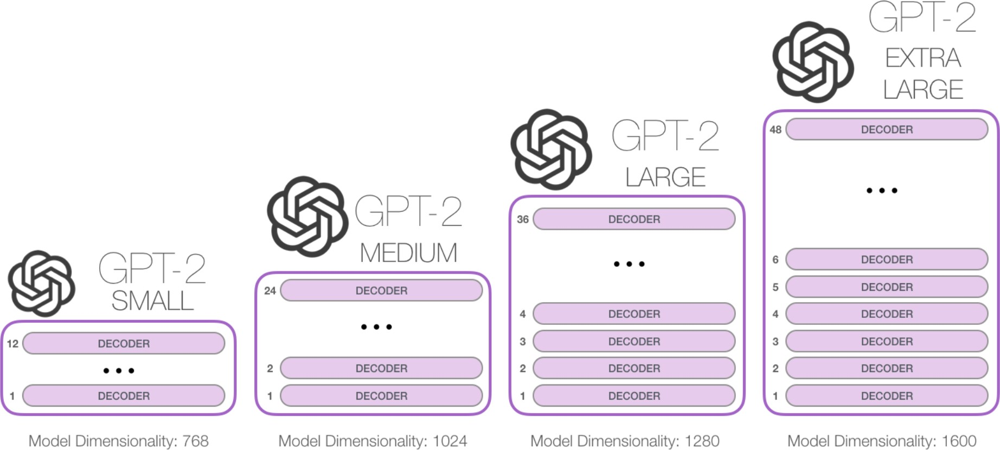 GPT-2
SMALL
12 DECODER
...
1 DECODER
Model Dimensionality: 768
GPT-2
MEDIUM
24 DECODER
...
2 DECODER
1 DECODER
Model Dimensionality: 1024
GPT-2
LARGE
36 DECODER
...
4 DECODER
3 DECODER
2 DECODER
1 DECODER
Model Dimensionality: 1280
GPT-2
EXTRA
LARGE
48 DECODER
...
6 DECODER
5 DECODER
4 DECODER
3 DECODER
2 DECODER
1 DECODER
Model Dimensionality: 1600